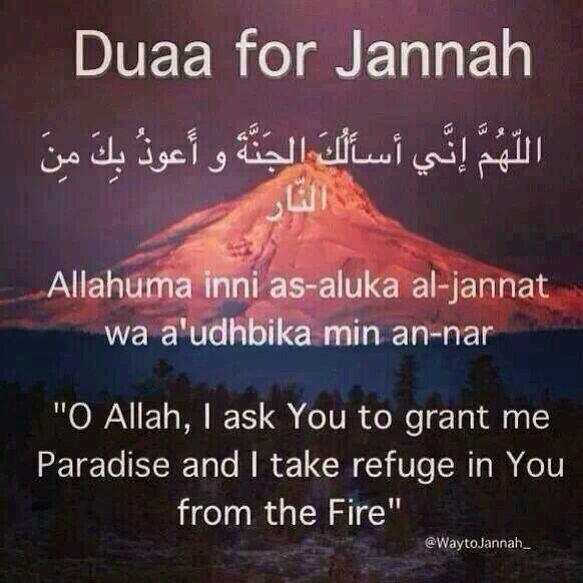 Duaa for Jannah
اللّهُمَّ إنَّي أسألُكَ الجَنَّةَ و أَعوذُ بِكَ مِنَ
النّار
Allahuma inni as-aluka al-jannat
wa a'udhbika min an-nar
"O Allah, I ask You to grant me
Paradise and I take refuge in You
from the Fire"
@WaytoJannah_